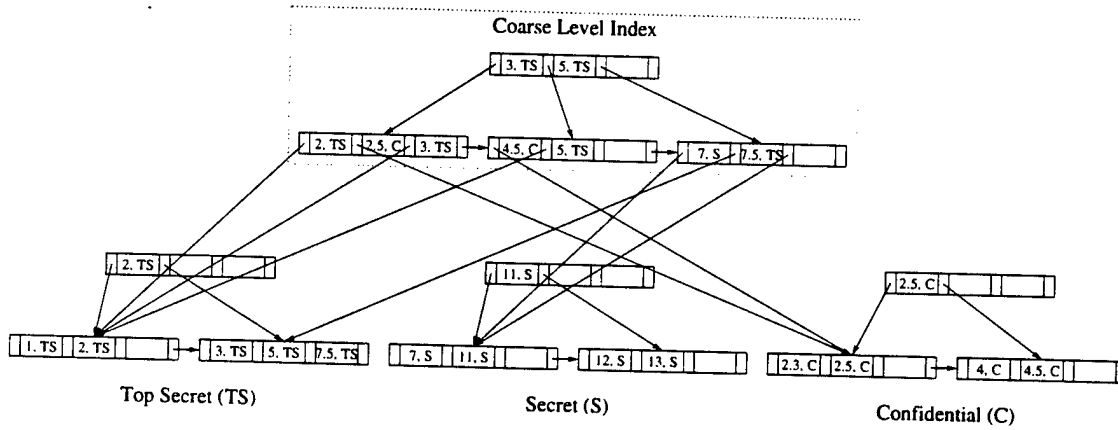 Coarse Level Index
3. TS 5. TS
2. TS 2.5. C 3. TS 4.5. C 5. TS 7. S 7.5. TS
2. TS 11. S 2.5. C
1. TS 2. TS 3. TS 5. TS 7.5. TS 7. S 11. S 12. S 13. S 2.3. C 2.5. C 4, C 4.5. C
Top Secret (TS) Secret (S) Confidential (C)